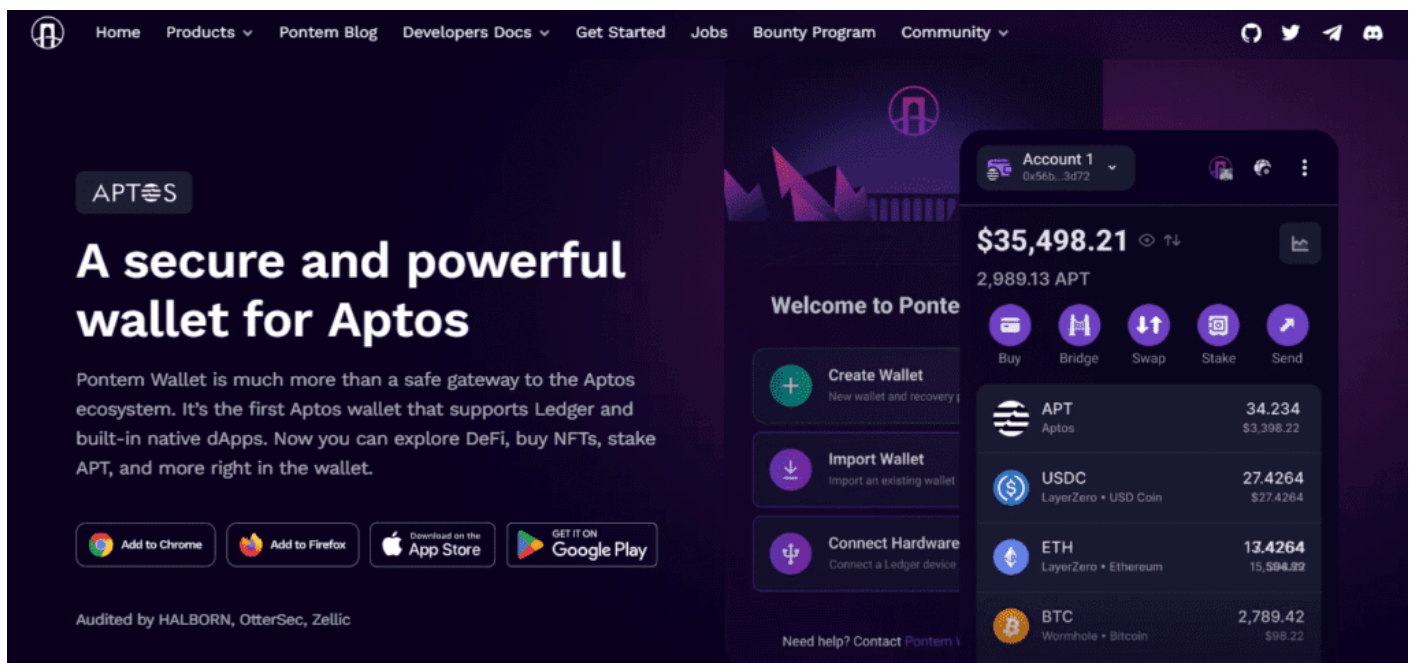 Home Products Pontem Blog Developers Docs Get Started Jobs Bounty Program Community
APTOS
A secure and powerful
wallet for Aptos
Pontem Wallet is much more than a safe gateway to the Aptos
ecosystem. It's the first Aptos wallet that supports Ledger and
built-in native dApps. Now you can explore DeFi, buy NFTs, stake
APT, and more right in the wallet.
Add to Chrome
Add to Firefox
Download on the
App Store
GET IT ON
Google Play
Audited by HALBORN, OtterSec, Zellic
Welcome to Ponte
Create Wallet
New wallet and recovery
Import Wallet
Import an existing wallet
Connect Hardware
Connect a Ledger device
Need help? Contact Pontem
Account 1
0x56b...3d72
$35,498.21
2,989.13 APT
Buy Bridge Swap Stake Send
APT 34.234
Aptos $3,398.22
USDC 27.4264
LayerZero • USD Coin $27.4264
ETH 13.4264
LayerZero • Ethereum
BTC 2,789.42
Wormhole • Bitcoin $98.22